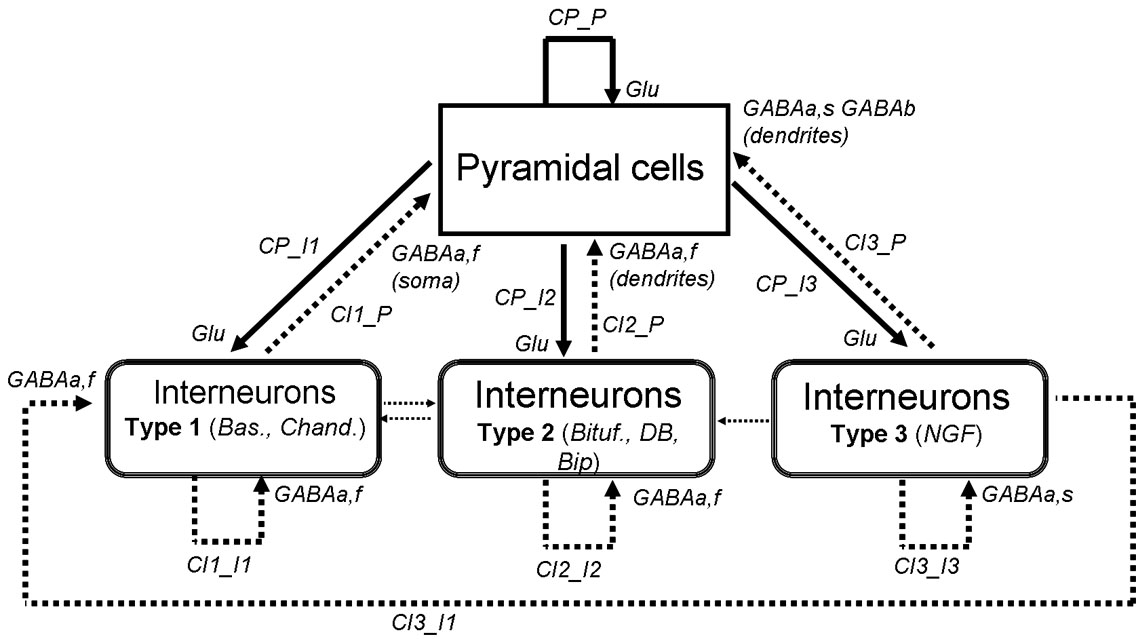 CP_P
Glu
GABAa,s GABAb
(dendrites)
Pyramidal cells
CP_I1
GABAa,f
(soma)
CI1_P
CP_I2
GABAa,f
(dendrites)
CI2_P
CI3_P
CP_I3
Glu
Glu
Glu
GABAa,f
Interneurons
Type 1 (Bas., Chand.)
Interneurons
Type 2 (Bituf., DB,
Bip)
Interneurons
Type 3 (NGF)
GABAa,f
GABAa,f
GABAa,s
CI1_I1
CI2_I2
CI3_I3
CI3_I1